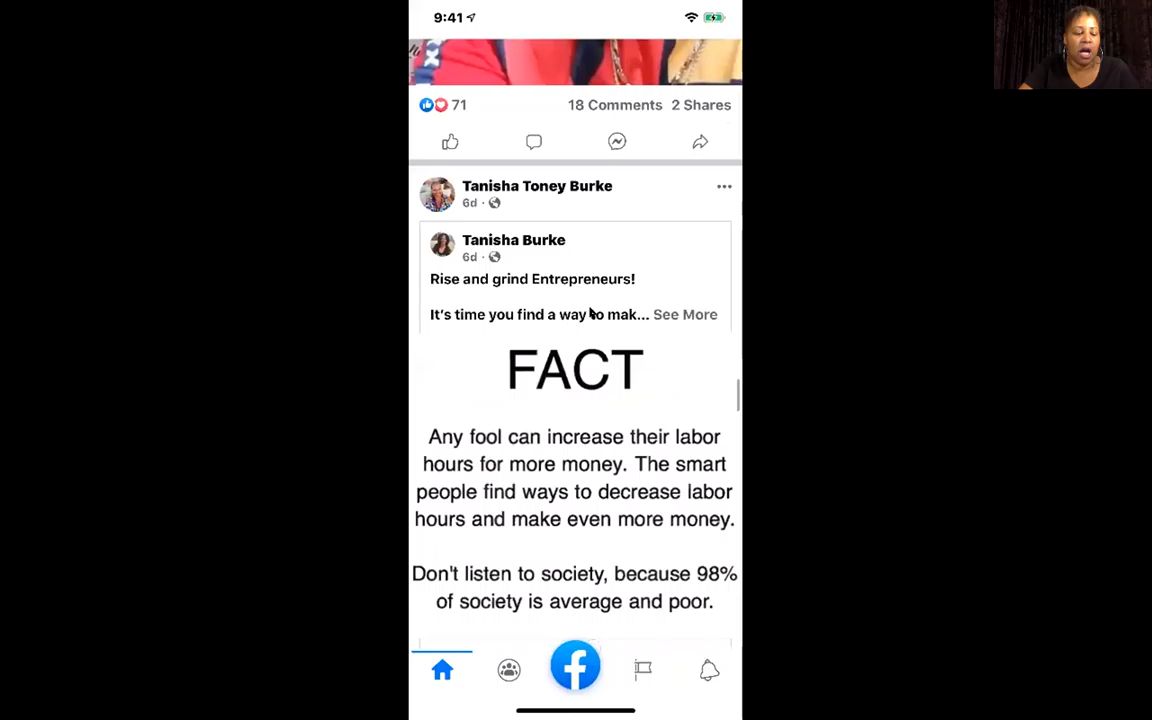 9:41
71 18 Comments 2 Shares
Tanisha Toney Burke
6d ·
Tanisha Burke
6d ·
Rise and grind Entrepreneurs!
It's time you find a way to mak... See More
FACT
Any fool can increase their labor
hours for more money. The smart
people find ways to decrease labor
hours and make even more money.
Don't listen to society, because 98%
of society is average and poor.